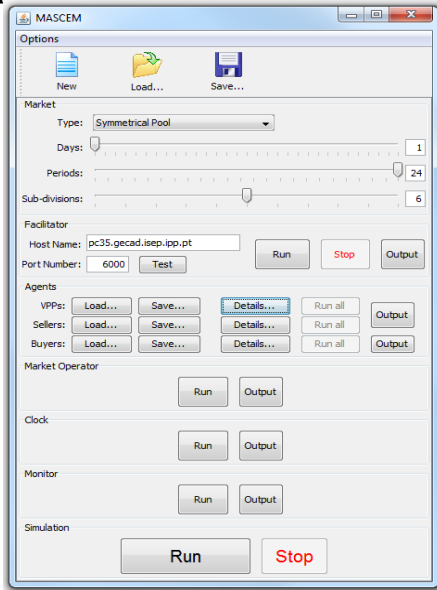 MASCEM
Options
New Load... Save...
Market
Type: Symmetrical Pool
Days: 1
Periods: 24
Sub-divisions: 6
Facilitator
Host Name: pc35.gecad.isep.ipp.pt
Port Number: 6000 Test Run Stop Output
Agents
VPPs: Load... Save... Details... Run all Output
Sellers: Load... Save... Details... Run all
Buyers: Load... Save... Details... Run all Output
Market Operator
Run Output
Clock
Run Output
Monitor
Run Output
Simulation
Run Stop